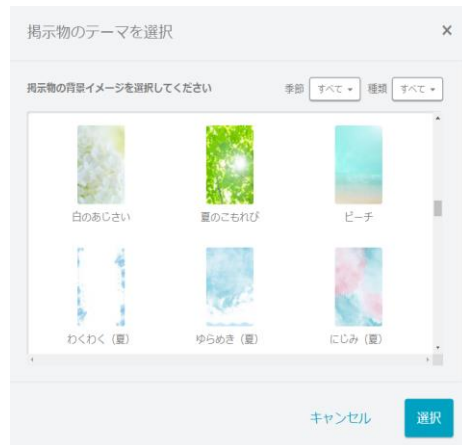 掲示物のテーマを選択 ×
掲示物の背景イメージを選択してください 季節 すべて 種類 すべて
白のあじさい 夏のこもれび ビーチ
わくわく（夏） ゆらめき（夏） にじみ（夏）
キャンセル 選択